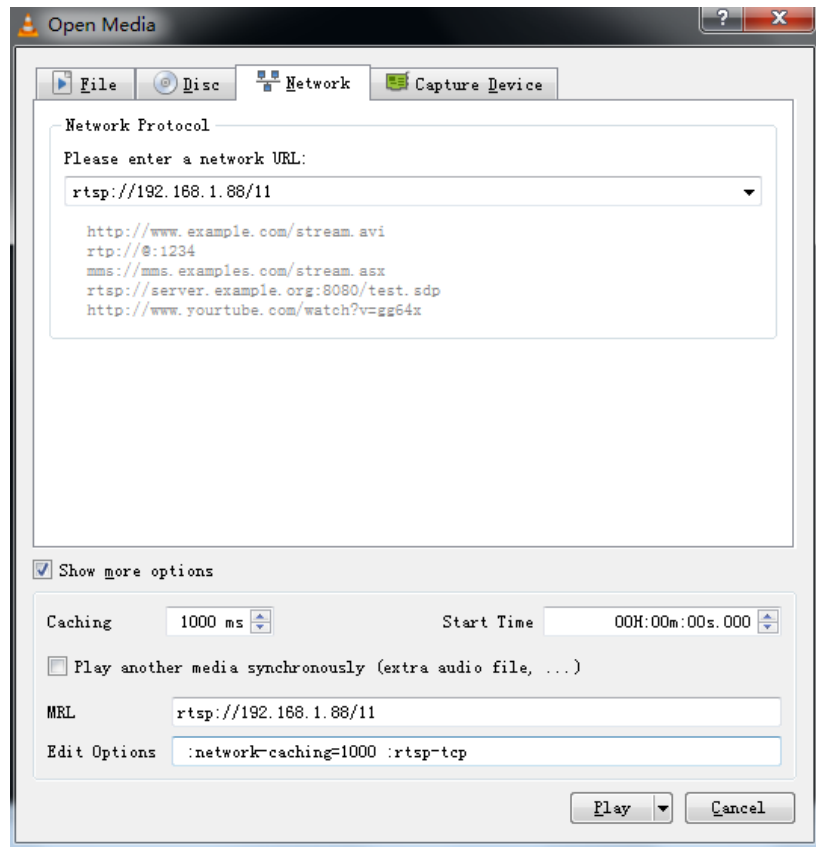 Open Media
File Disc Network Capture Device
Network Protocol
Please enter a network URL:
rtsp://192.168.1.88/11
http://www.example.com/stream.avi
rtp://@:1234
mms://mms.examples.com/stream.asx
rtsp://server.example.org:8080/test.sdp
http://www.yourtube.com/watch?v=gg64x
Show more options
Caching 1000 ms Start Time 00H:00m:00s.000
Play another media synchronously (extra audio file, ...)
MRL rtsp://192.168.1.88/11
Edit Options :network-caching=1000 :rtsp-tcp
Play Cancel